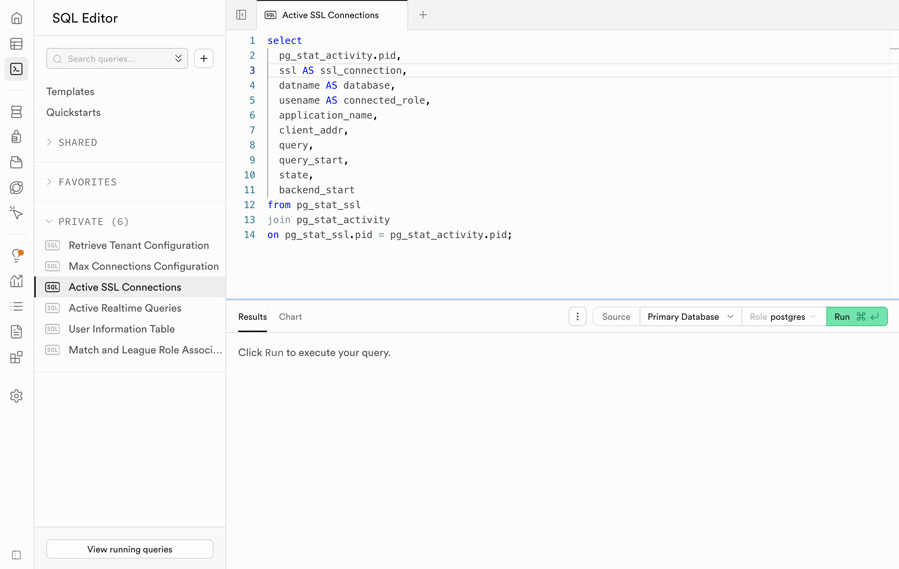 SQL Editor
Search queries...
Templates
Quickstarts
SHARED
FAVORITES
PRIVATE (6)
SQL Retrieve Tenant Configuration
SQL Max Connections Configuration
SQL Active SSL Connections
SQL Active Realtime Queries
SQL User Information Table
SQL Match and League Role Associ...
View running queries
SQL Active SSL Connections
1 select
2 pg_stat_activity.pid,
3 ssl AS ssl_connection,
4 datname AS database,
5 usename AS connected_role,
6 application_name,
7 client_addr,
8 query,
9 query_start,
10 state,
11 backend_start
12 from pg_stat_ssl
13 join pg_stat_activity
14 on pg_stat_ssl.pid = pg_stat_activity.pid;
Results Chart Source Primary Database Role postgres Run ⌘ ↵
Click Run to execute your query.